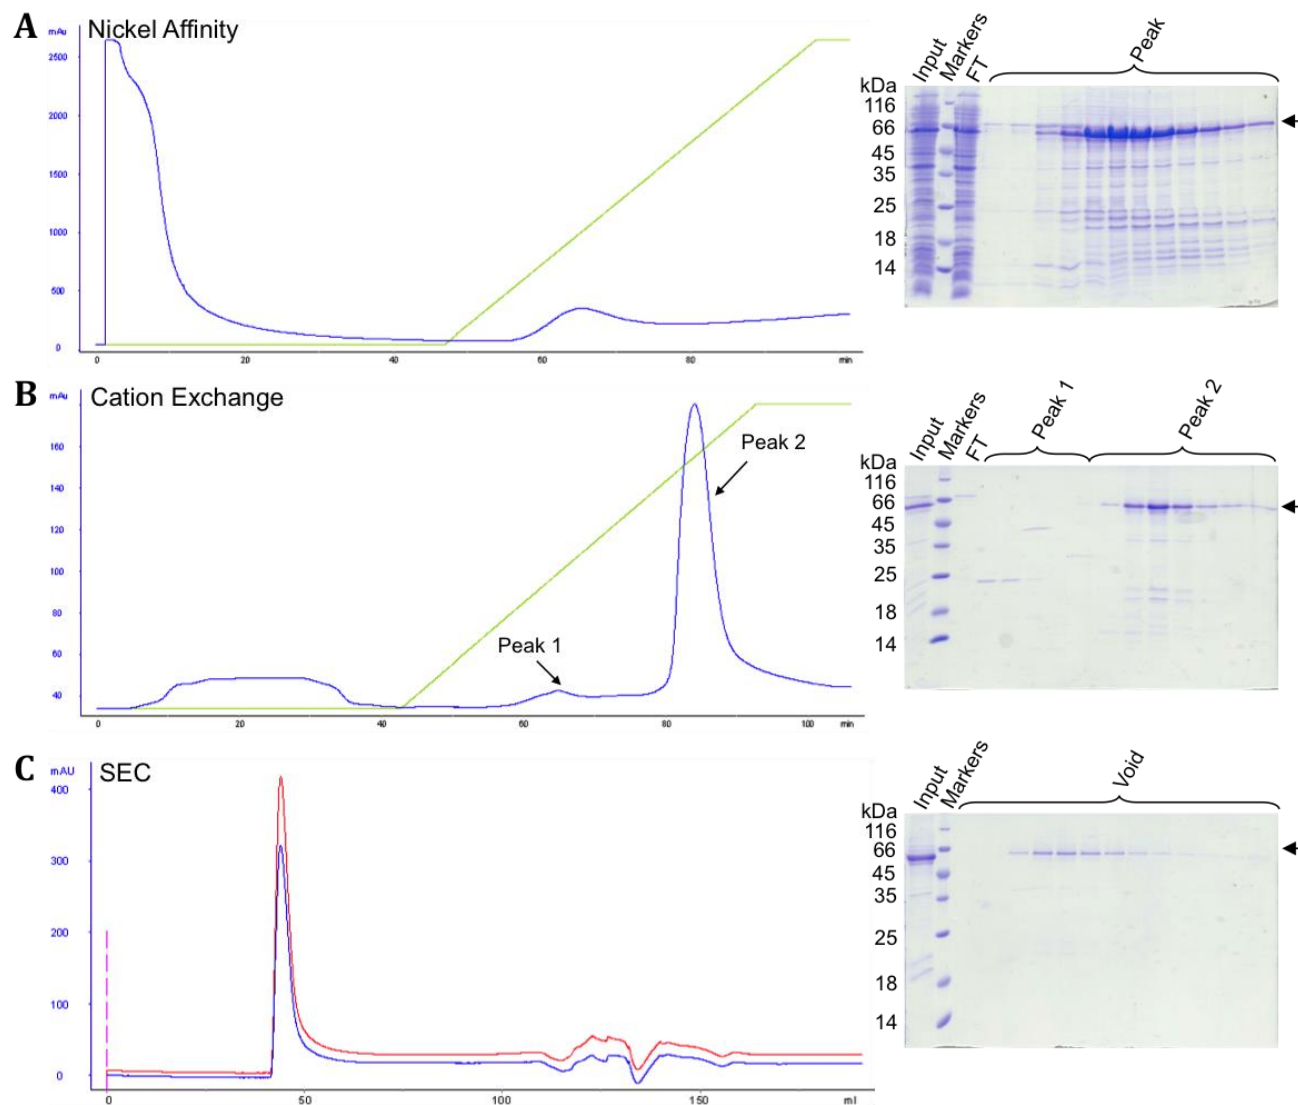 A
Nickel Affinity
mAu
2500
2000
1500
1000
500
0
0 20 40 60 80 min
Input Markers FT Peak
kDa
116
66
45
35
25
18
14
B
Cation Exchange
mAu
160
140
120
100
80
60
40
Peak 1
Peak 2
0 20 40 60 80 100 min
Input Markers FT Peak 1 Peak 2
kDa
116
66
45
35
25
18
14
C
SEC
mAU
400
300
200
100
0
0 50 100 150 ml
Input Markers Void
kDa
116
66
45
35
25
18
14